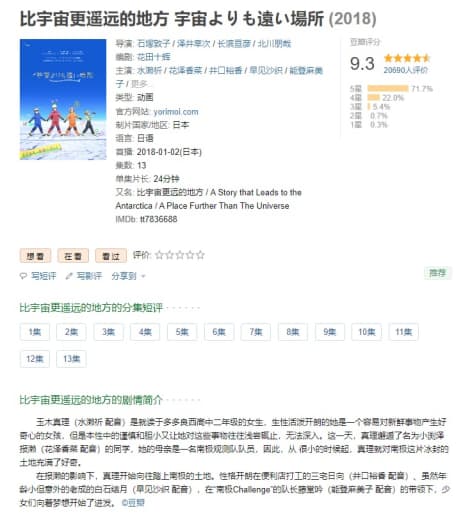 比宇宙更遥远的地方 宇宙よりも遠い場所 (2018)
导演: 石塚敦子 / 泽井幸次 / 长滨亘彦 / 北川朋哉
编剧: 花田十辉
主演: 水濑祈 / 花泽香菜 / 井口裕香 / 早见沙织 / 能登麻美
子 / 更多...
类型: 动画
官方网站: yorimoi.com
制片国家/地区: 日本
语言: 日语
首播: 2018-01-02(日本)
集数: 13
单集片长: 24分钟
又名: 比宇宙更遥远的地方 / A Story that Leads to the
Antarctica / A Place Further Than The Universe
IMDb: tt7836688
豆瓣评分
9.3
20690人评价
5星 71.7%
4星 22.0%
3星 5.4%
2星 0.7%
1星 0.3%
想看 在看 看过 评价:
写短评 写影评 分享到
推荐
比宇宙更遥远的地方的分集短评 · · · · · ·
1集 2集 3集 4集 5集 6集 7集 8集 9集 10集 11集
12集 13集
比宇宙更遥远的地方的剧情简介 · · · · · ·
玉木真理（水濑祈 配音）是就读于多多良西高中二年级的女生，生性活泼开朗的她是一个容易对新鲜事物产生好
奇心的女孩，但是本性中的谨慎和胆小又让她对这些事物往往浅尝辄止，无法深入。这一天，真理邂逅了名为小渕泽
报濑（花泽香菜 配音）的同学，她的母亲是一名南极观测队队员，因此，从 很小的时候起，真理就对南极这片冰封的
土地充满了好奇。
在报濑的影响下，真理开始向往踏上南极的土地。性格开朗在便利店打工的三宅日向（井口裕香 配音）、虽然年
龄小但意外的老成的白石结月（早见沙织 配音），在“南极Challenge”的队长藤堂吟（能登麻美子 配音）的带领下，少
女们向着梦想开始了进发。 ©豆瓣